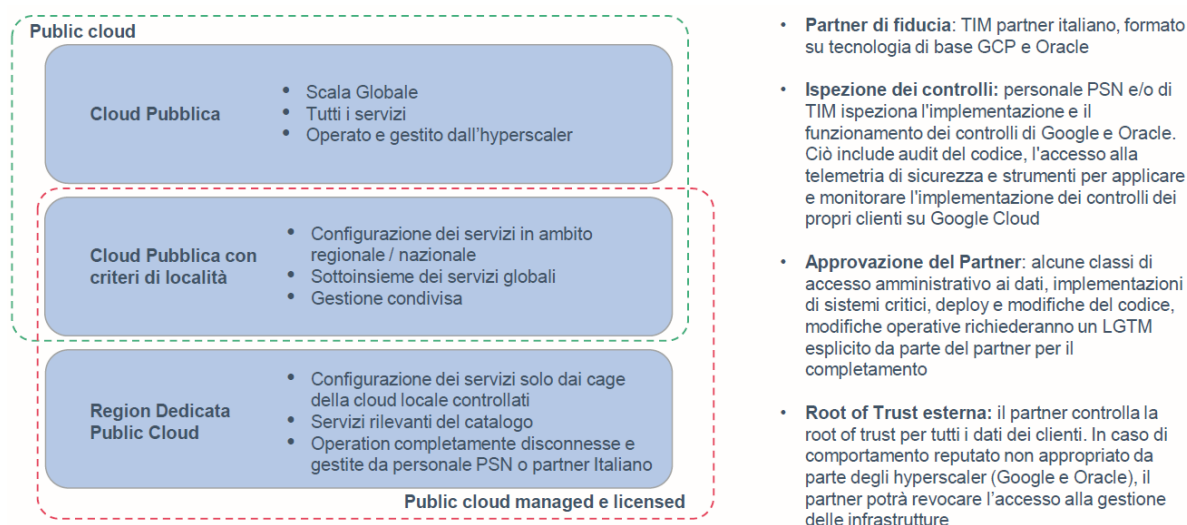 Public cloud
Cloud Pubblica
• Scala Globale
• Tutti i servizi
• Operato e gestito dall'hyperscaler
Cloud Pubblica con
criteri di località
• Configurazione dei servizi in ambito
regionale / nazionale
• Sottoinsieme dei servizi globali
• Gestione condivisa
Region Dedicata
Public Cloud
• Configurazione dei servizi solo dai cage
della cloud locale controllati
• Servizi rilevanti del catalogo
• Operation completamente disconnesse e
gestite da personale PSN o partner Italiano
Public cloud managed e licensed
• Partner di fiducia: TIM partner italiano, formato
su tecnologia di base GCP e Oracle
• Ispezione dei controlli: personale PSN e/o di
TIM ispeziona l'implementazione e il
funzionamento dei controlli di Google e Oracle.
Ciò include audit del codice, l'accesso alla
telemetria di sicurezza e strumenti per applicare
e monitorare l'implementazione dei controlli dei
propri clienti su Google Cloud
• Approvazione del Partner: alcune classi di
accesso amministrativo ai dati, implementazioni
di sistemi critici, deploy e modifiche del codice,
modifiche operative richiederanno un LGTM
esplicito da parte del partner per il
completamento
• Root of Trust esterna: il partner controlla la
root of trust per tutti i dati dei clienti. In caso di
comportamento reputato non appropriato da
parte degli hyperscaler (Google e Oracle), il
partner potrà revocare l'accesso alla gestione
delle infrastrutture